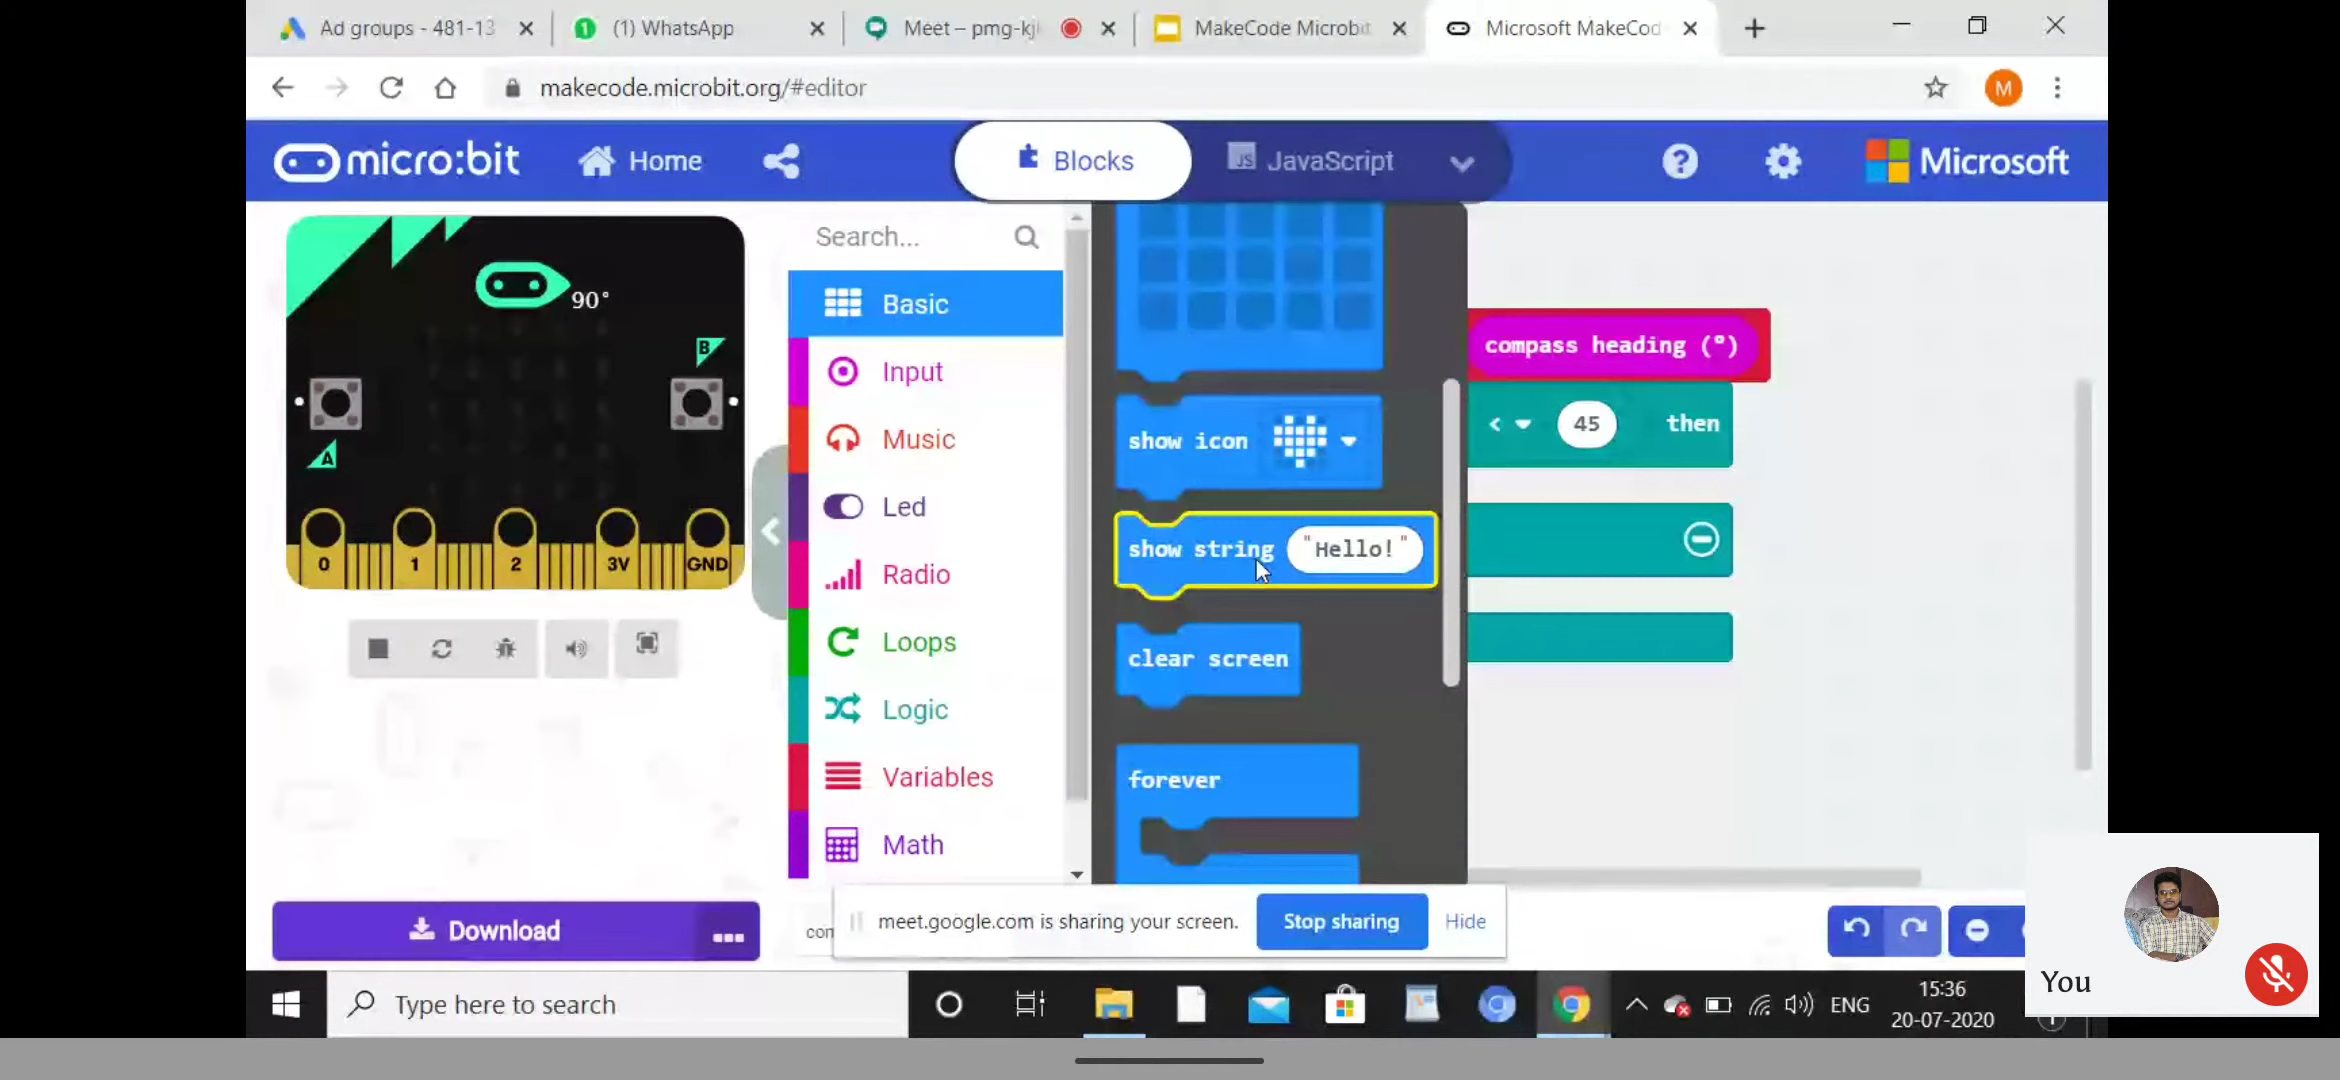 Ad groups - 481-13
(1) WhatsApp
Meet – pmg-kj
MakeCode Microbit
Microsoft MakeCod
makecode.microbit.org/#editor
M
micro:bit
Home
Blocks
JS JavaScript
Microsoft
Search...
90°
B
A
0
1
2
3V
GND
Basic
Input
Music
Led
Radio
Loops
Logic
Variables
Math
show icon
show string "Hello!"
clear screen
forever
compass heading (°)
< 45 then
Download
con
meet.google.com is sharing your screen.
Stop sharing
Hide
You
Type here to search
ENG
15:36
20-07-2020